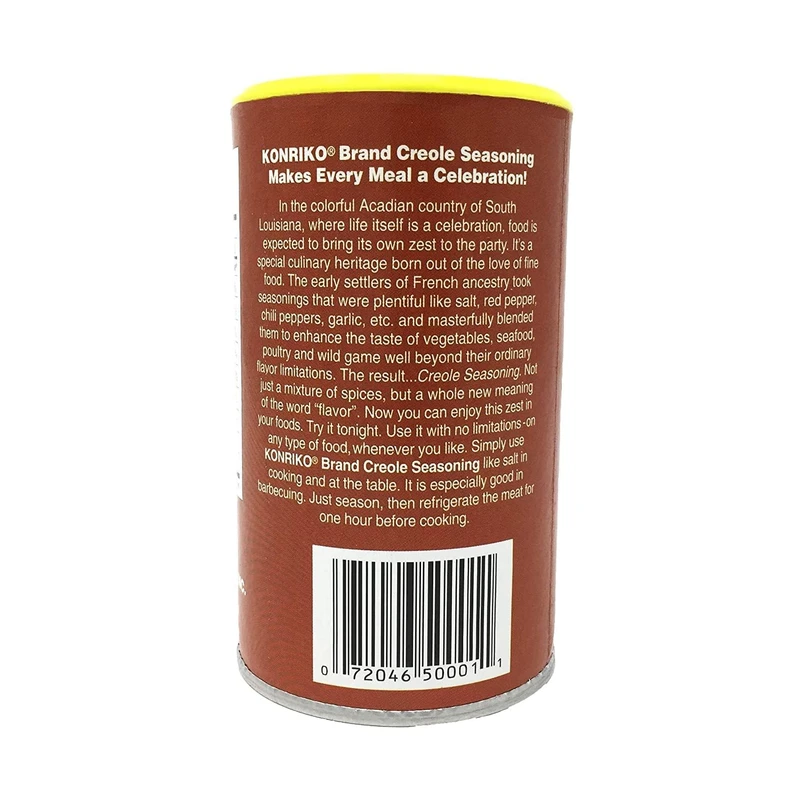 KONRIKO® Brand Creole Seasoning
Makes Every Meal a Celebration!
In the colorful Acadian country of South
Louisiana, where life itself is a celebration, food is
expected to bring its own zest to the party. It's a
special culinary heritage born out of the love of fine
food. The early settlers of French ancestry took
seasonings that were plentiful like salt, red pepper,
chili peppers, garlic, etc. and masterfully blended
them to enhance the taste of vegetables, seafood,
poultry and wild game well beyond their ordinary
flavor limitations. The result...Creole Seasoning. Not
just a mixture of spices, but a whole new meaning
of the word "flavor". Now you can enjoy this zest in
your foods. Try it tonight. Use it with no limitations-on
any type of food, whenever you like. Simply use
KONRIKO® Brand Creole Seasoning like salt in
cooking and at the table. It is especially good in
barbecuing. Just season, then refrigerate the meat for
one hour before cooking.
0 72046 50001 1